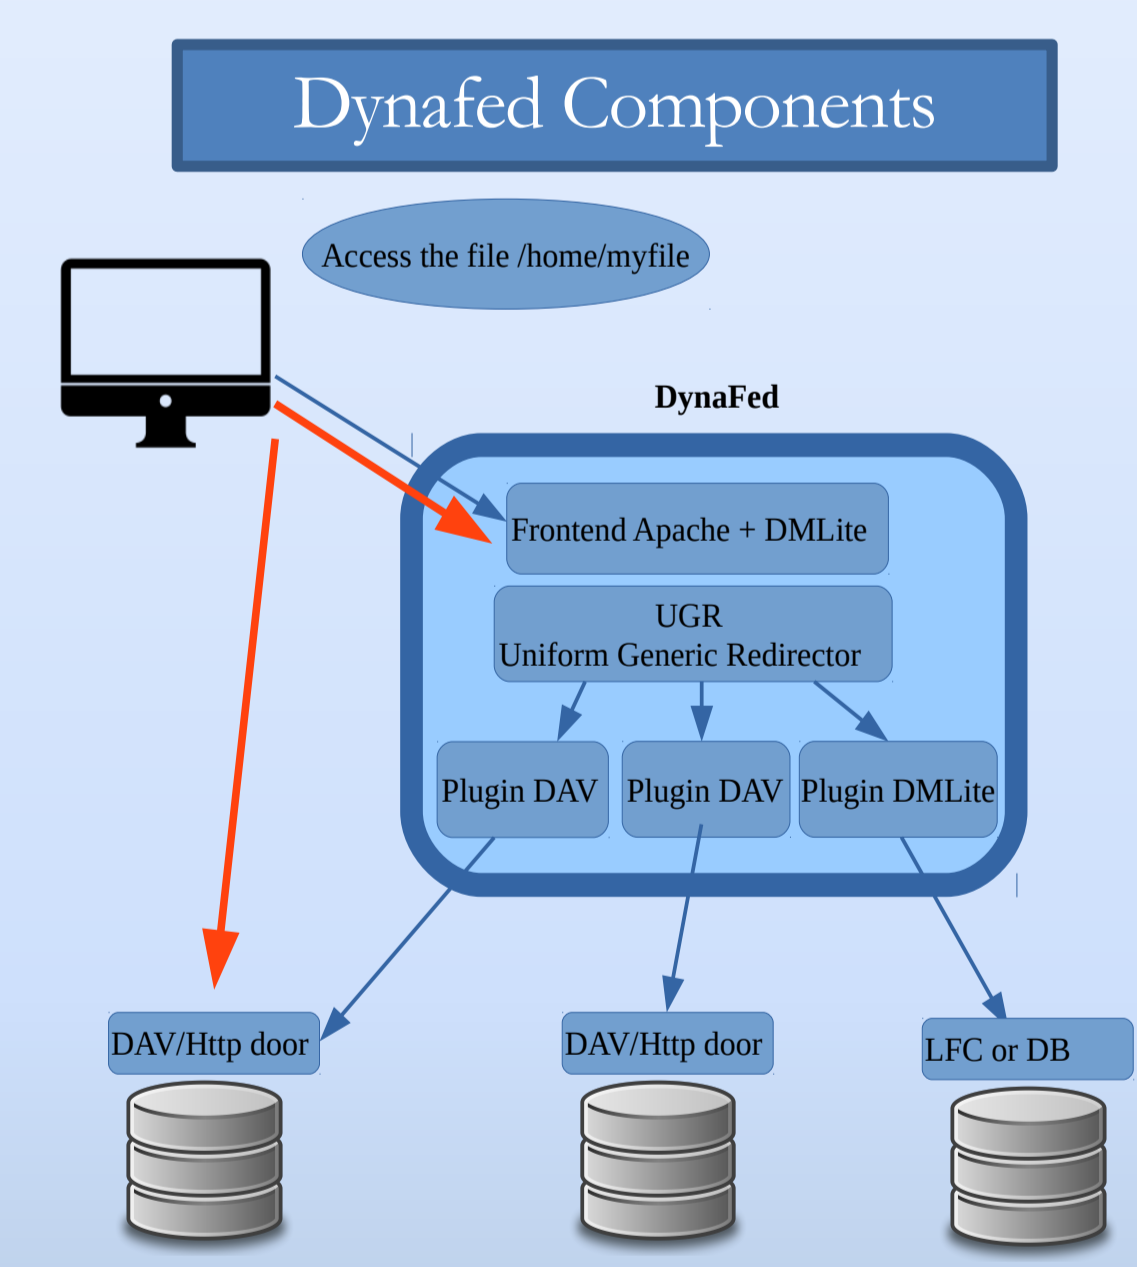 Dynafed Components
Access the file /home/myfile
DynaFed
Frontend Apache + DMLite
UGR
Uniform Generic Redirector
Plugin DAV
Plugin DAV
Plugin DMLite
DAV/Http door
DAV/Http door
LFC or DB